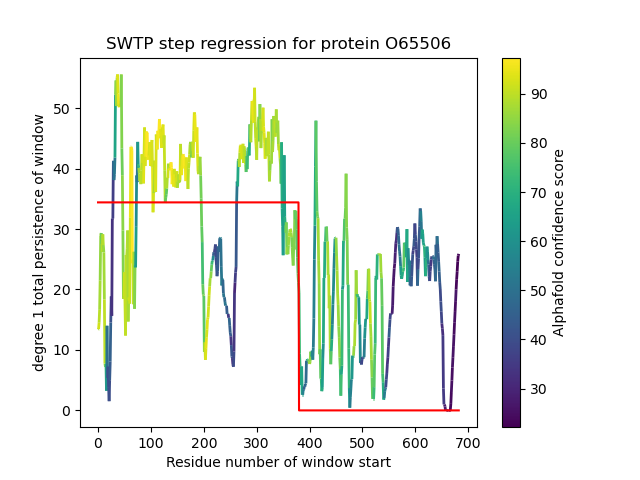 SWTP step regression for protein O65506
degree 1 total persistence of window
50
40
30
20
10
0
0 100 200 300 400 500 600 700
Residue number of window start
90
80
70
60
50
40
30
Alphafold confidence score